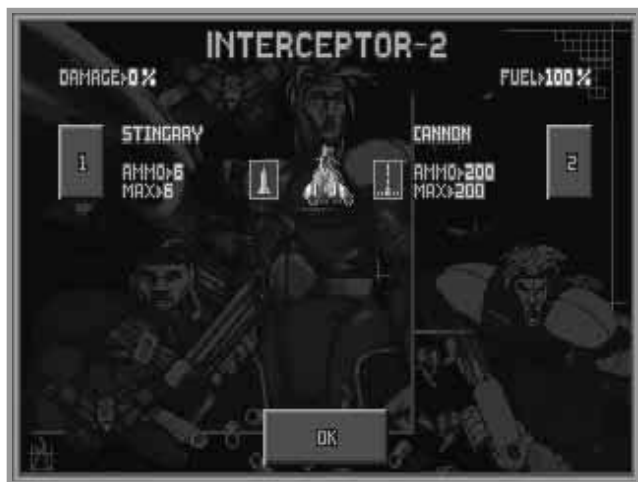 INTERCEPTOR-2
DAMAGE>0% FUEL>100%
STINGRAY CANNON
1 AMMO>6 AMMO>200 2
MAX>6 MAX>200
OK